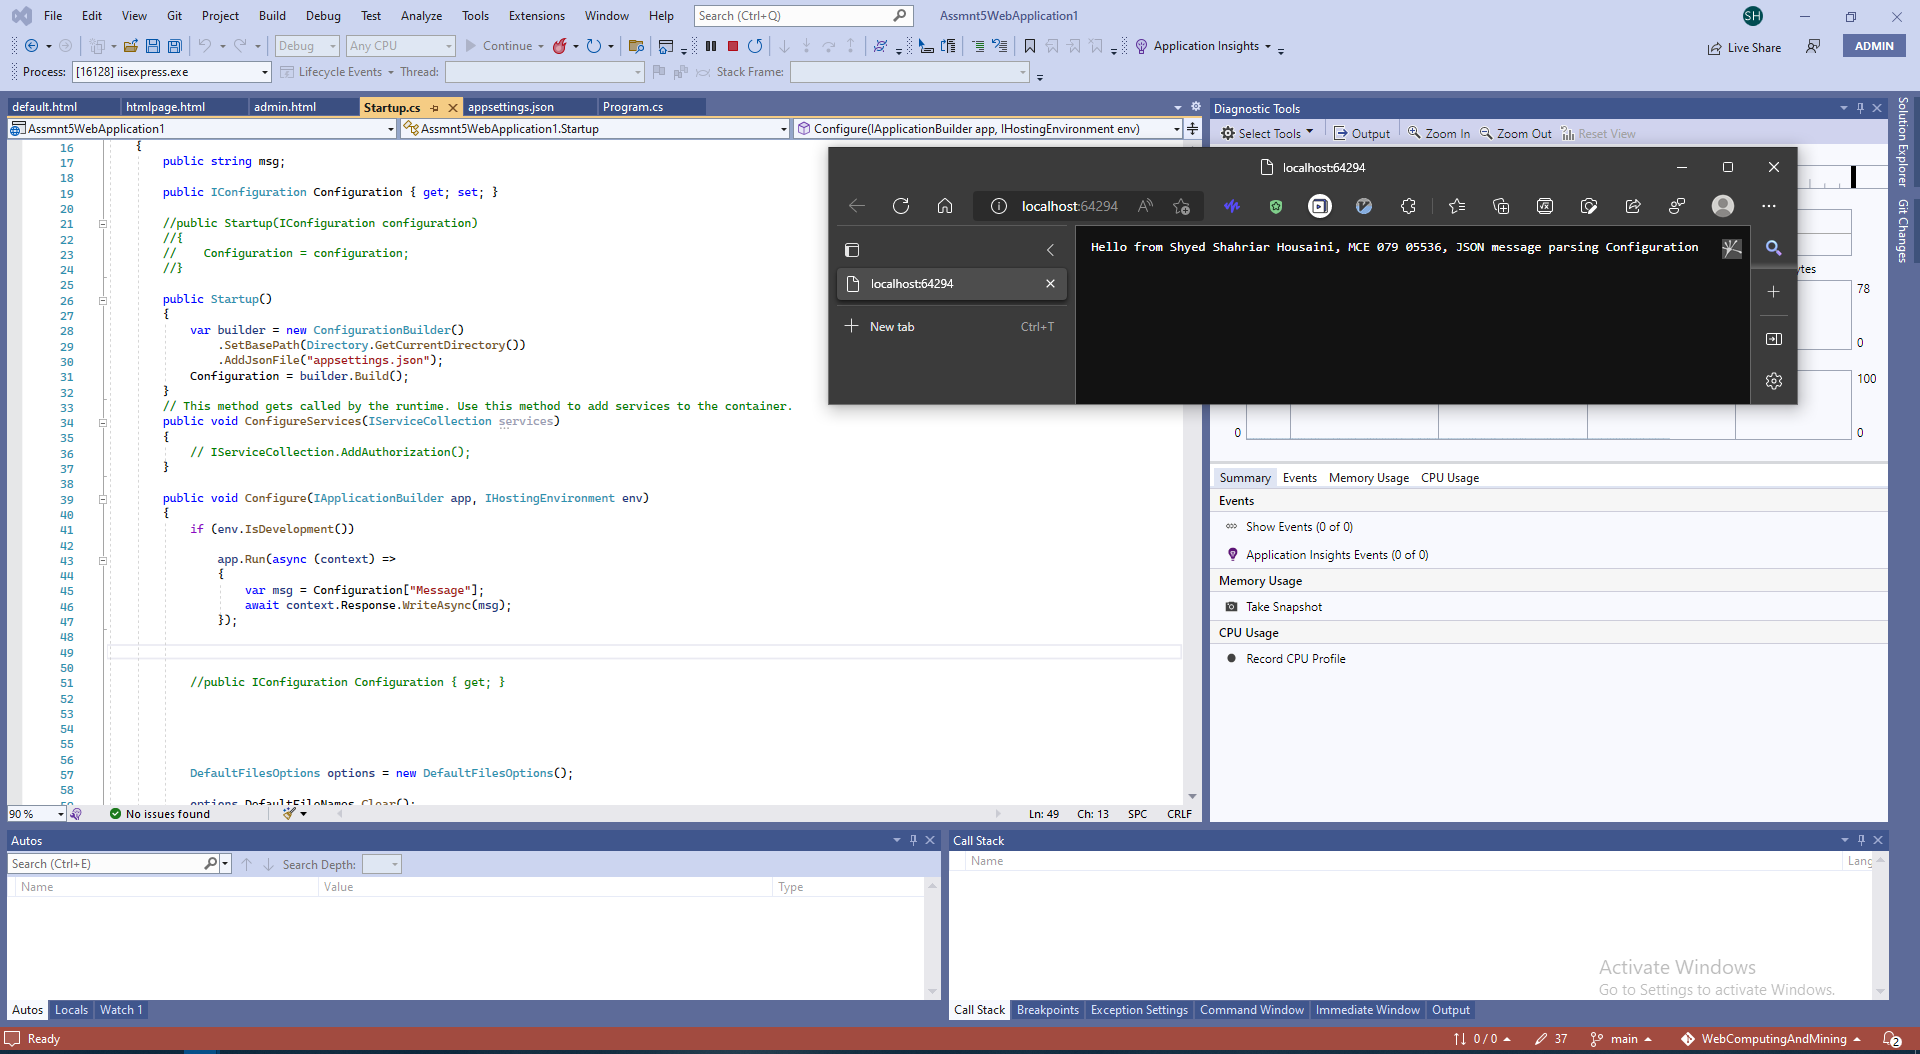 File Edit View Git Project Build Debug Test Analyze Tools Extensions Window Help Search (Ctrl+Q) Assmnt5WebApplication1 SH
Debug Any CPU Continue Application Insights Live Share ADMIN
Process: [16128] iisexpress.exe Lifecycle Events Thread: Stack Frame:
default.html htmlpage.html admin.html Startup.cs appsettings.json Program.cs
Assmnt5WebApplication1 Assmnt5WebApplication1.Startup Configure(IApplicationBuilder app, IHostingEnvironment env)
16 {
17 public string msg;
18
19 public IConfiguration Configuration { get; set; }
20
21 //public Startup(IConfiguration configuration)
22 //{
23 // Configuration = configuration;
24 //}
25
26 public Startup()
27 {
28 var builder = new ConfigurationBuilder()
29 .SetBasePath(Directory.GetCurrentDirectory())
30 .AddJsonFile("appsettings.json");
31 Configuration = builder.Build();
32 }
33 // This method gets called by the runtime. Use this method to add services to the container.
34 public void ConfigureServices(IServiceCollection services)
35 {
36 // IServiceCollection.AddAuthorization();
37 }
38
39 public void Configure(IApplicationBuilder app, IHostingEnvironment env)
40 {
41 if (env.IsDevelopment())
42
43 app.Run(async (context) =>
44 {
45 var msg = Configuration["Message"];
46 await context.Response.WriteAsync(msg);
47 });
48
49
50
51 //public IConfiguration Configuration { get; }
52
53
54
55
56
57 DefaultFilesOptions options = new DefaultFilesOptions();
58
options.DefaultFileNames.Clear();
90 % No issues found Ln: 49 Ch: 13 SPC CRLF
localhost:64294
localhost:64294
localhost:64294
New tab Ctrl+T
Hello from Shyed Shahriar Housaini, MCE 079 05536, JSON message parsing Configuration
Diagnostic Tools
Select Tools Output Zoom In Zoom Out Reset View
78
0
100
0 0
Summary Events Memory Usage CPU Usage
Events
Show Events (0 of 0)
Application Insights Events (0 of 0)
Memory Usage
Take Snapshot
CPU Usage
Record CPU Profile
Solution Explorer
Git Changes
Autos
Search (Ctrl+E) Search Depth:
Name Value Type
Autos Locals Watch 1
Call Stack
Name Lang
Activate Windows
Go to Settings to activate Windows.
Call Stack Breakpoints Exception Settings Command Window Immediate Window Output
Ready 0 / 0 37 main WebComputingAndMining 2